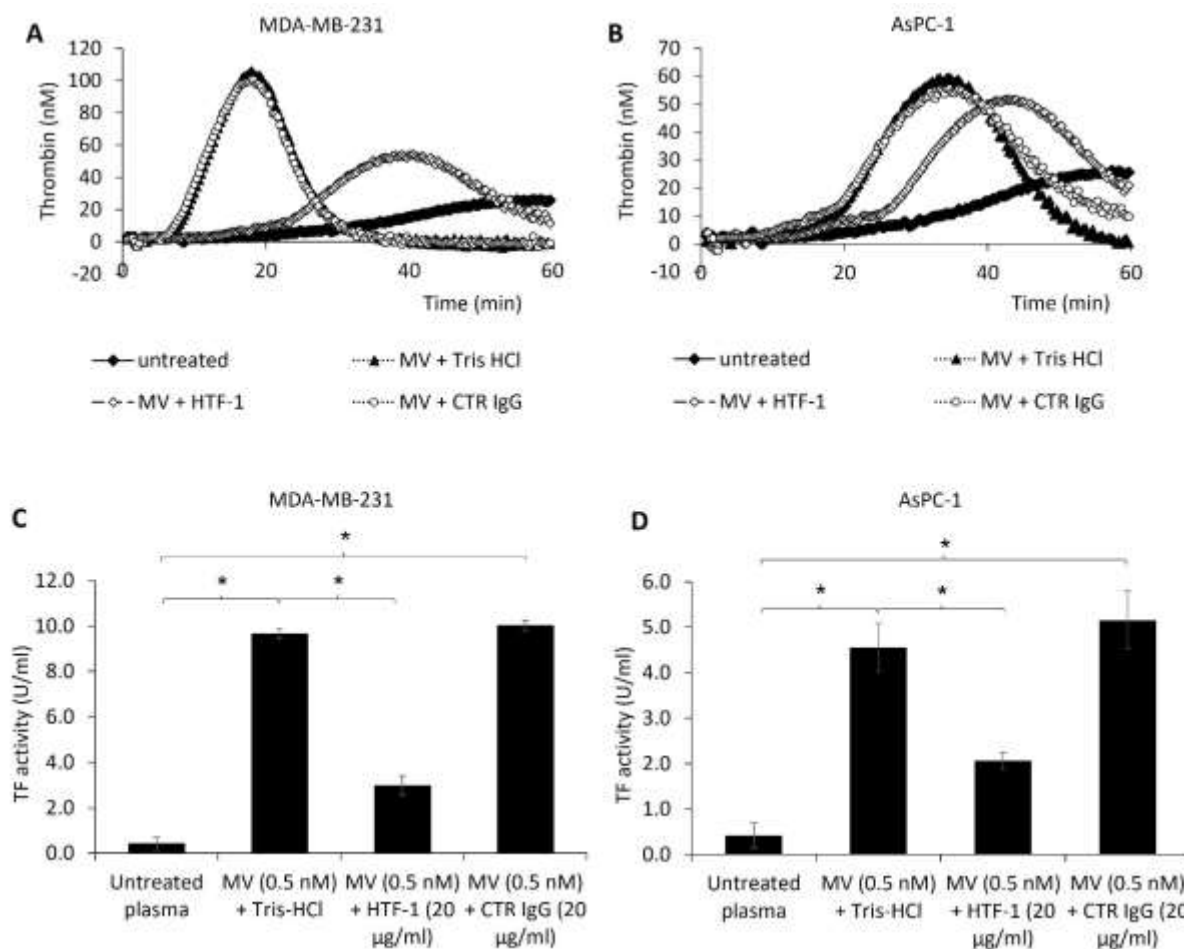 A
MDA-MB-231
Thrombin (nM)
120
100
80
60
40
20
0
-20
0
20
40
60
Time (min)
untreated
MV + Tris HCl
MV + HTF-1
MV + CTR IgG
B
AsPC-1
Thrombin (nM)
70
60
50
40
30
20
10
0
-10
0
20
40
60
Time (min)
untreated
MV + Tris HCl
MV + HTF-1
MV + CTR IgG
C
MDA-MB-231
TF activity (U/ml)
12.0
10.0
8.0
6.0
4.0
2.0
0.0
*
*
*
Untreated
plasma
MV (0.5 nM)
+ Tris-HCl
MV (0.5 nM)
+ HTF-1 (20
µg/ml)
MV (0.5 nM)
+ CTR IgG (20
µg/ml)
D
AsPC-1
TF activity (U/ml)
6.0
5.0
4.0
3.0
2.0
1.0
0.0
*
*
*
Untreated
plasma
MV (0.5 nM)
+ Tris-HCl
MV (0.5 nM)
+ HTF-1 (20
µg/ml)
MV (0.5 nM)
+ CTR IgG (20
µg/ml)